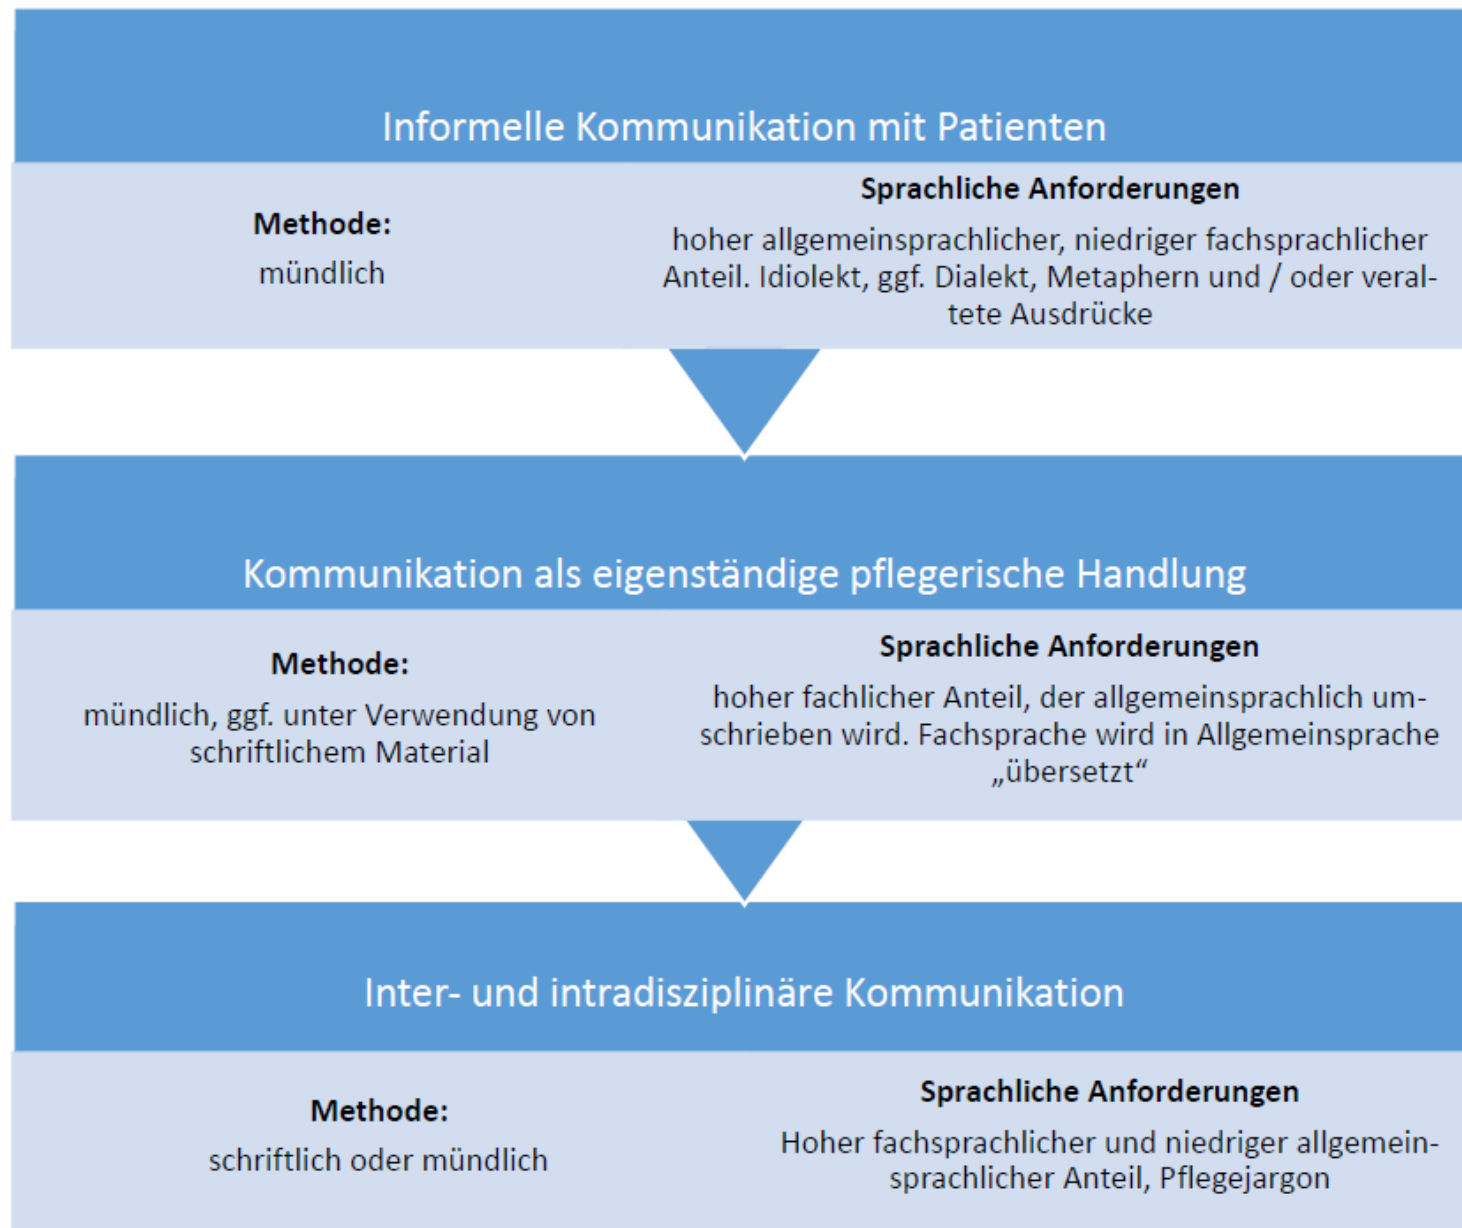 Informelle Kommunikation mit Patienten
Methode:
mündlich
Sprachliche Anforderungen
hoher allgemeinsprachlicher, niedriger fachsprachlicher
Anteil. Idiolekt, ggf. Dialekt, Metaphern und / oder veral-
tete Ausdrücke
Kommunikation als eigenständige pflegerische Handlung
Methode:
mündlich, ggf. unter Verwendung von
schriftlichem Material
Sprachliche Anforderungen
hoher fachlicher Anteil, der allgemeinsprachlich um-
schrieben wird. Fachsprache wird in Allgemeinsprache
„übersetzt“
Inter- und intradisziplinäre Kommunikation
Methode:
schriftlich oder mündlich
Sprachliche Anforderungen
Hoher fachsprachlicher und niedriger allgemein-
sprachlicher Anteil, Pflegejargon